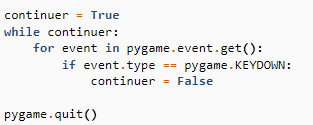 continuer = True
while continuer:
    for event in pygame.event.get():
        if event.type == pygame.KEYDOWN:
            continuer = False

pygame.quit()